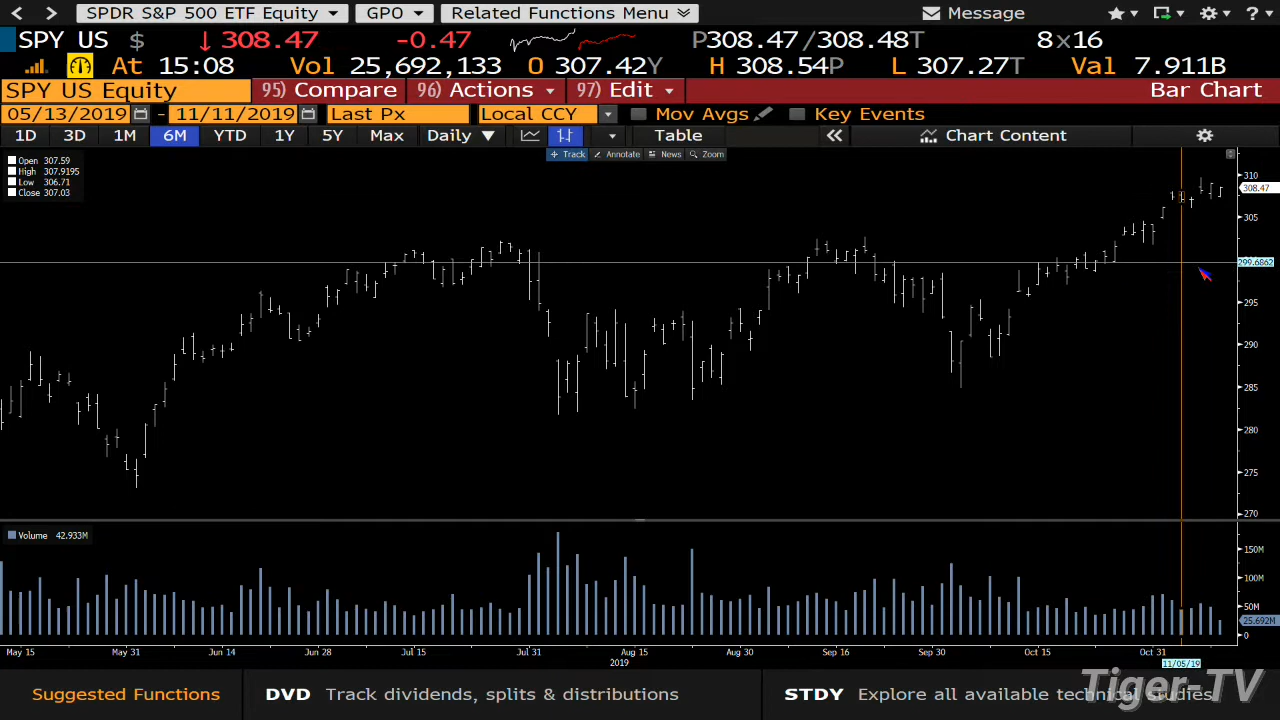 SPDR S&P 500 ETF Equity GPO Related Functions Menu Message ?
SPY US $ ↓308.47 -0.47 P308.47/308.48T 8x16
At 15:08 Vol 25,692,133 O 307.42Y H 308.54P L 307.27T Val 7.911B
SPY US Equity 95) Compare 96) Actions 97) Edit Bar Chart
05/13/2019 - 11/11/2019 Last Px Local CCY Mov Avgs Key Events
1D 3D 1M 6M YTD 1Y 5Y Max Daily Table Chart Content
Track Annotate News Zoom
Open 307.59
High 307.9195
Low 306.71
Close 307.03
310
308.47
305
299.6862
295
290
285
280
275
270
Volume 42.933M
150M
100M
50M
25.692M
0
May 15 May 31 Jun 14 Jun 28 Jul 15 Jul 31 Aug 15 Aug 30 Sep 16 Sep 30 Oct 15 Oct 31
2019 11/05/19
Suggested Functions DVD Track dividends, splits & distributions STDY Explore all available technical studies
Tiger-TV